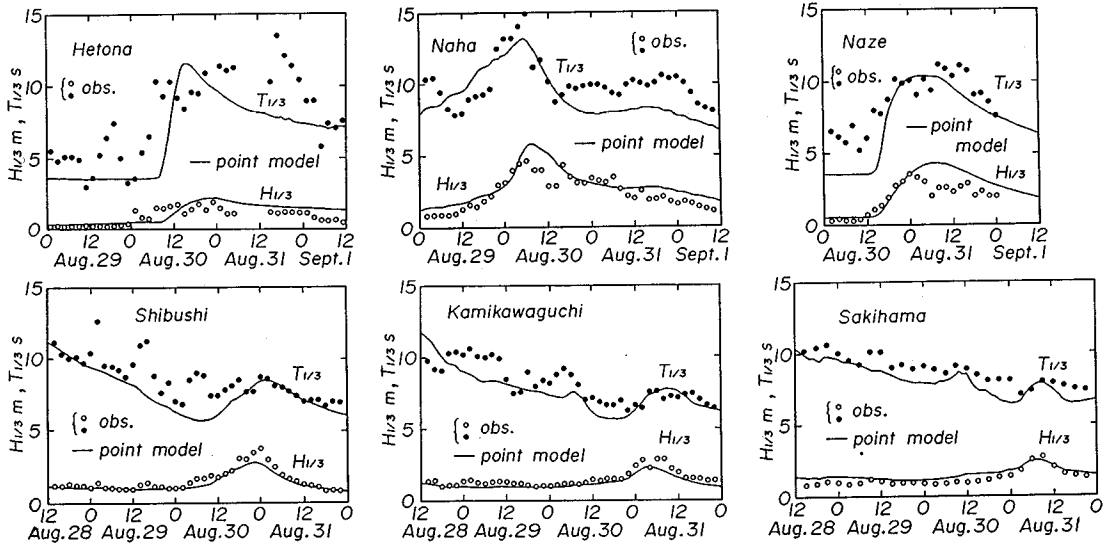 15
10
5
0
H1/3 m , T1/3 s
Hetona
obs.
T1/3
point model
H1/3
0 12 0 12 0 12 0 12
Aug.29 Aug.30 Aug.31 Sept.1
15
10
5
0
H1/3 m , T1/3 s
Naha
obs.
T1/3
point model
H1/3
0 12 0 12 0 12 0 12
Aug.29 Aug.30 Aug.31 Sept.1
15
10
5
0
H1/3 m , T1/3 s
Naze
obs.
T1/3
point model
H1/3
0 12 0 12 0 12
Aug.30 Aug.31 Sept.1
15
10
5
0
H1/3 m , T1/3 s
Shibushi
T1/3
obs.
point model
H1/3
12 0 12 0 12 0 12 0
Aug.28 Aug.29 Aug.30 Aug.31
15
10
5
0
H1/3 m , T1/3 s
Kamikawaguchi
T1/3
obs.
point model
H1/3
12 0 12 0 12 0 12 0
Aug.28 Aug.29 Aug.30 Aug.31
15
10
5
0
H1/3 m , T1/3 s
Sakihama
T1/3
obs.
point model
H1/3
12 0 12 0 12 0 12 0
Aug.28 Aug.29 Aug.30 Aug.31